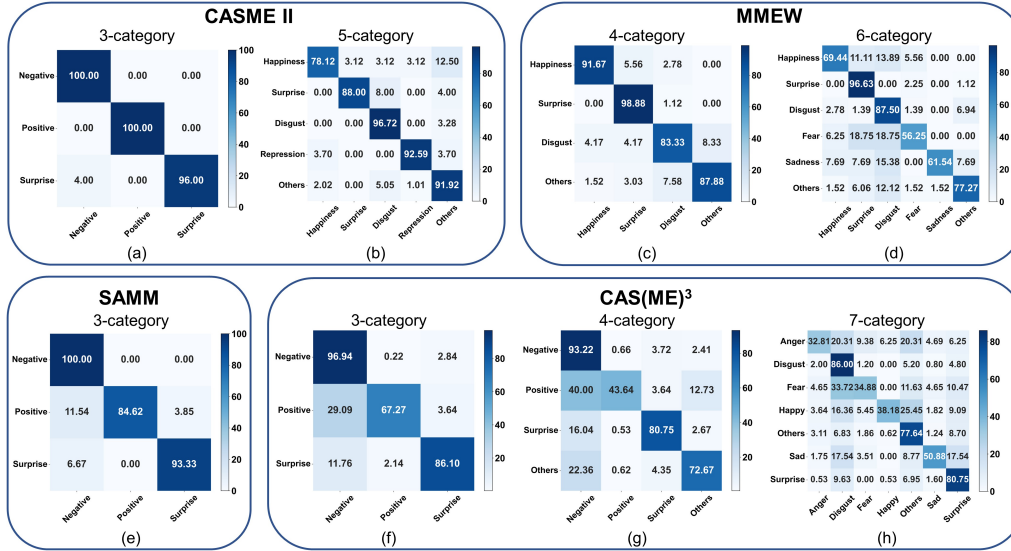 CASME II
3-category
Negative 100.00 0.00 0.00
Positive 0.00 100.00 0.00
Surprise 4.00 0.00 96.00
Negative Positive Surprise
100
80
60
40
20
0
(a)
5-category
Happiness 78.12 3.12 3.12 3.12 12.50
Surprise 0.00 88.00 8.00 0.00 4.00
Disgust 0.00 0.00 96.72 0.00 3.28
Repression 3.70 0.00 0.00 92.59 3.70
Others 2.02 0.00 5.05 1.01 91.92
Happiness Surprise Disgust Repression Others
80
60
40
20
0
(b)
MMEW
4-category
Happiness 91.67 5.56 2.78 0.00
Surprise 0.00 98.88 1.12 0.00
Disgust 4.17 4.17 83.33 8.33
Others 1.52 3.03 7.58 87.88
Happiness Surprise Disgust Others
80
60
40
20
0
(c)
6-category
Happiness 69.44 11.11 13.89 5.56 0.00 0.00
Surprise 0.00 96.63 0.00 2.25 0.00 1.12
Disgust 2.78 1.39 87.50 1.39 0.00 6.94
Fear 6.25 18.75 18.75 56.25 0.00 0.00
Sadness 7.69 7.69 15.38 0.00 61.54 7.69
Others 1.52 6.06 12.12 1.52 1.52 77.27
Happiness Surprise Disgust Fear Sadness Others
80
60
40
20
0
(d)
SAMM
3-category
Negative 100.00 0.00 0.00
Positive 11.54 84.62 3.85
Surprise 6.67 0.00 93.33
Negative Positive Surprise
100
80
60
40
20
0
(e)
CAS(ME)³
3-category
Negative 96.94 0.22 2.84
Positive 29.09 67.27 3.64
Surprise 11.76 2.14 86.10
Negative Positive Surprise
80
60
40
20
(f)
4-category
Negative 93.22 0.66 3.72 2.41
Positive 40.00 43.64 3.64 12.73
Surprise 16.04 0.53 80.75 2.67
Others 22.36 0.62 4.35 72.67
Negative Positive Surprise Others
80
60
40
20
(g)
7-category
Anger 32.81 20.31 9.38 6.25 20.31 4.69 6.25
Disgust 2.00 86.00 1.20 0.00 5.20 0.80 4.80
Fear 4.65 33.72 34.88 0.00 11.63 4.65 10.47
Happy 3.64 16.36 5.45 38.18 25.45 1.82 9.09
Others 3.11 6.83 1.86 0.62 77.64 1.24 8.70
Sad 1.75 17.54 3.51 0.00 8.77 50.88 17.54
Surprise 0.53 9.63 0.00 0.53 6.95 1.60 80.75
Anger Disgust Fear Happy Others Sad Surprise
80
60
40
20
0
(h)